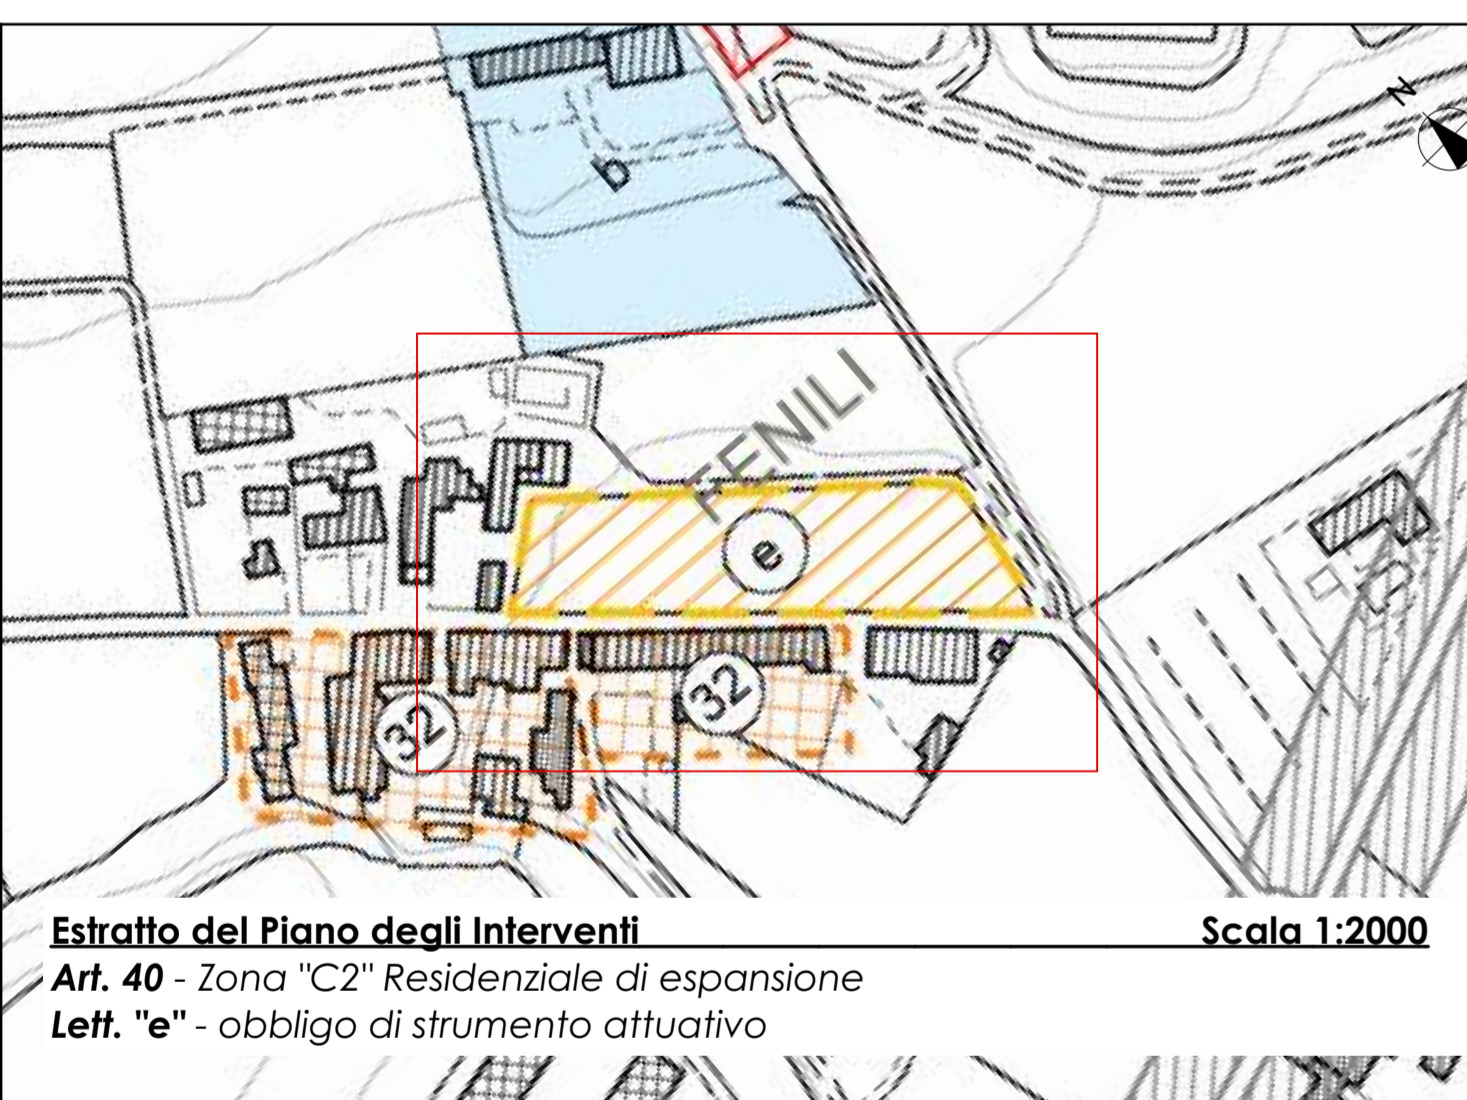 N
b
FENILI
e
32
32
Estratto del Piano degli Interventi Scala 1:2000
Art. 40 - Zona "C2" Residenziale di espansione
Lett. "e" - obbligo di strumento attuativo